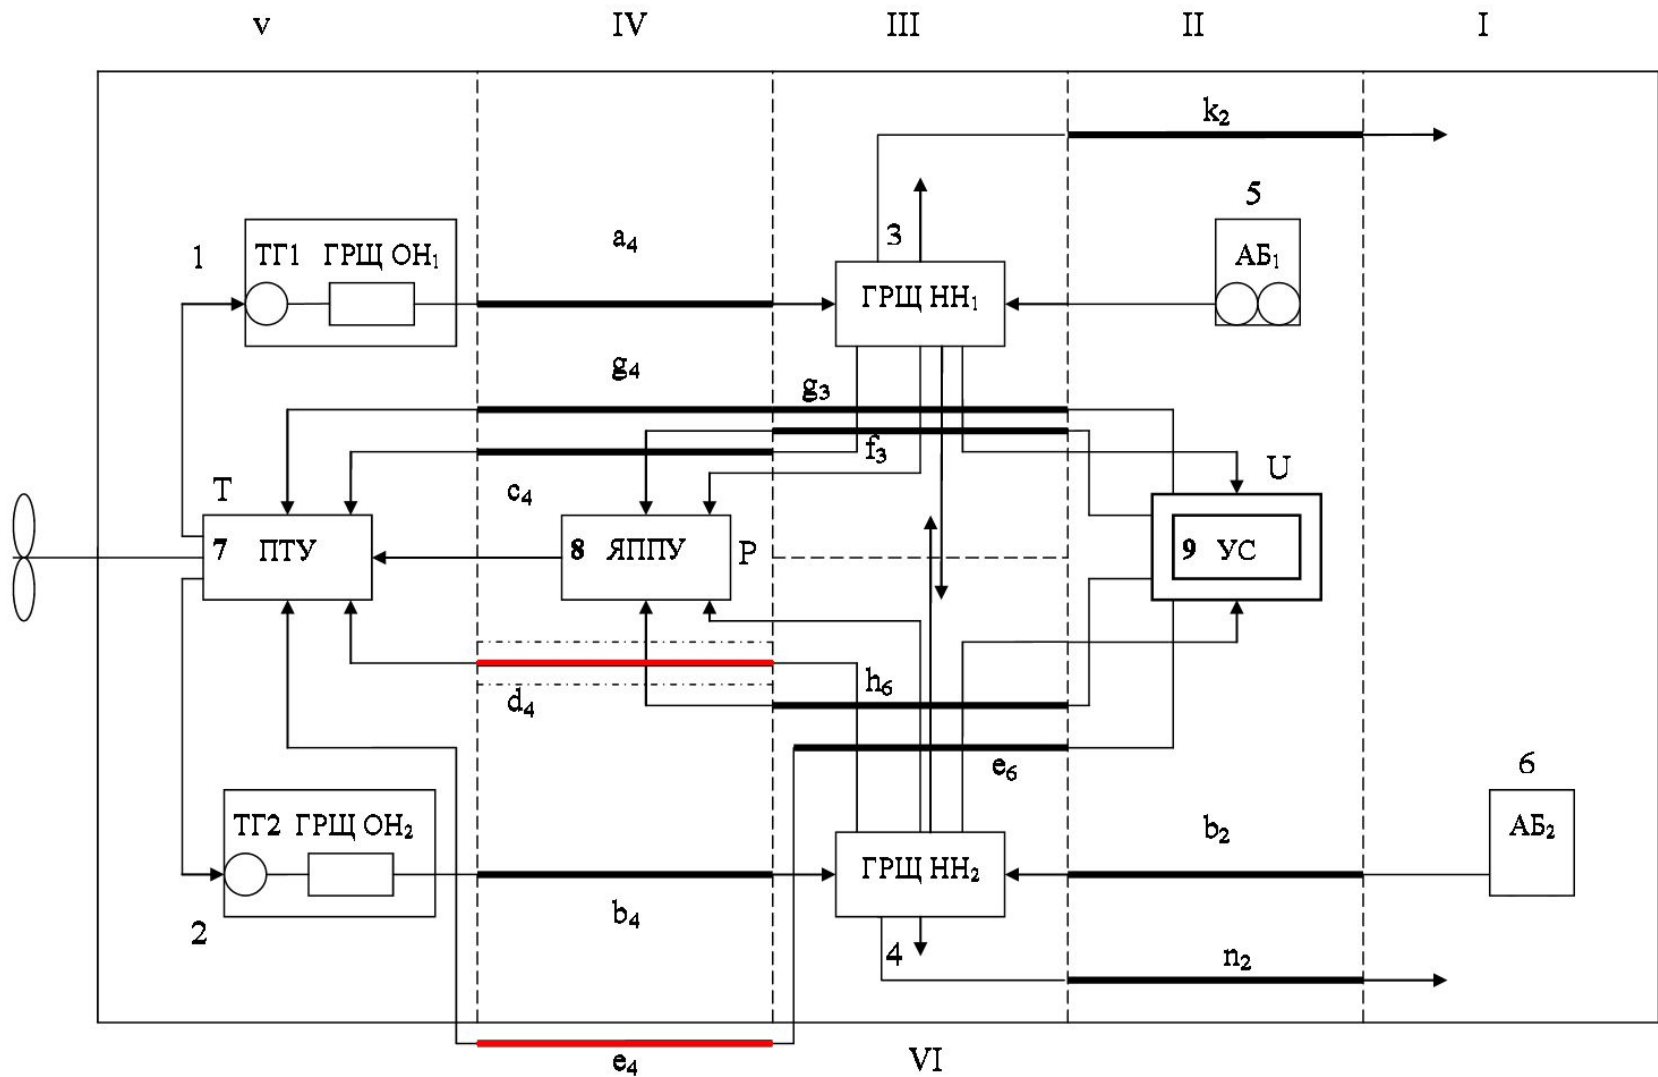 v IV III II I
k₂
5
1 ТГ1 ГРЩ ОН₁ a₄ 3 АБ₁
ГРЩ НН₁
g₄ g₃
f₃
T c₄ U
7 ПТУ 8 ЯППУ P 9 УС
d₄ h₆
e₆ 6
ТГ2 ГРЩ ОН₂ b₂ АБ₂
ГРЩ НН₂
2 b₄ 4 n₂
e₄ VI